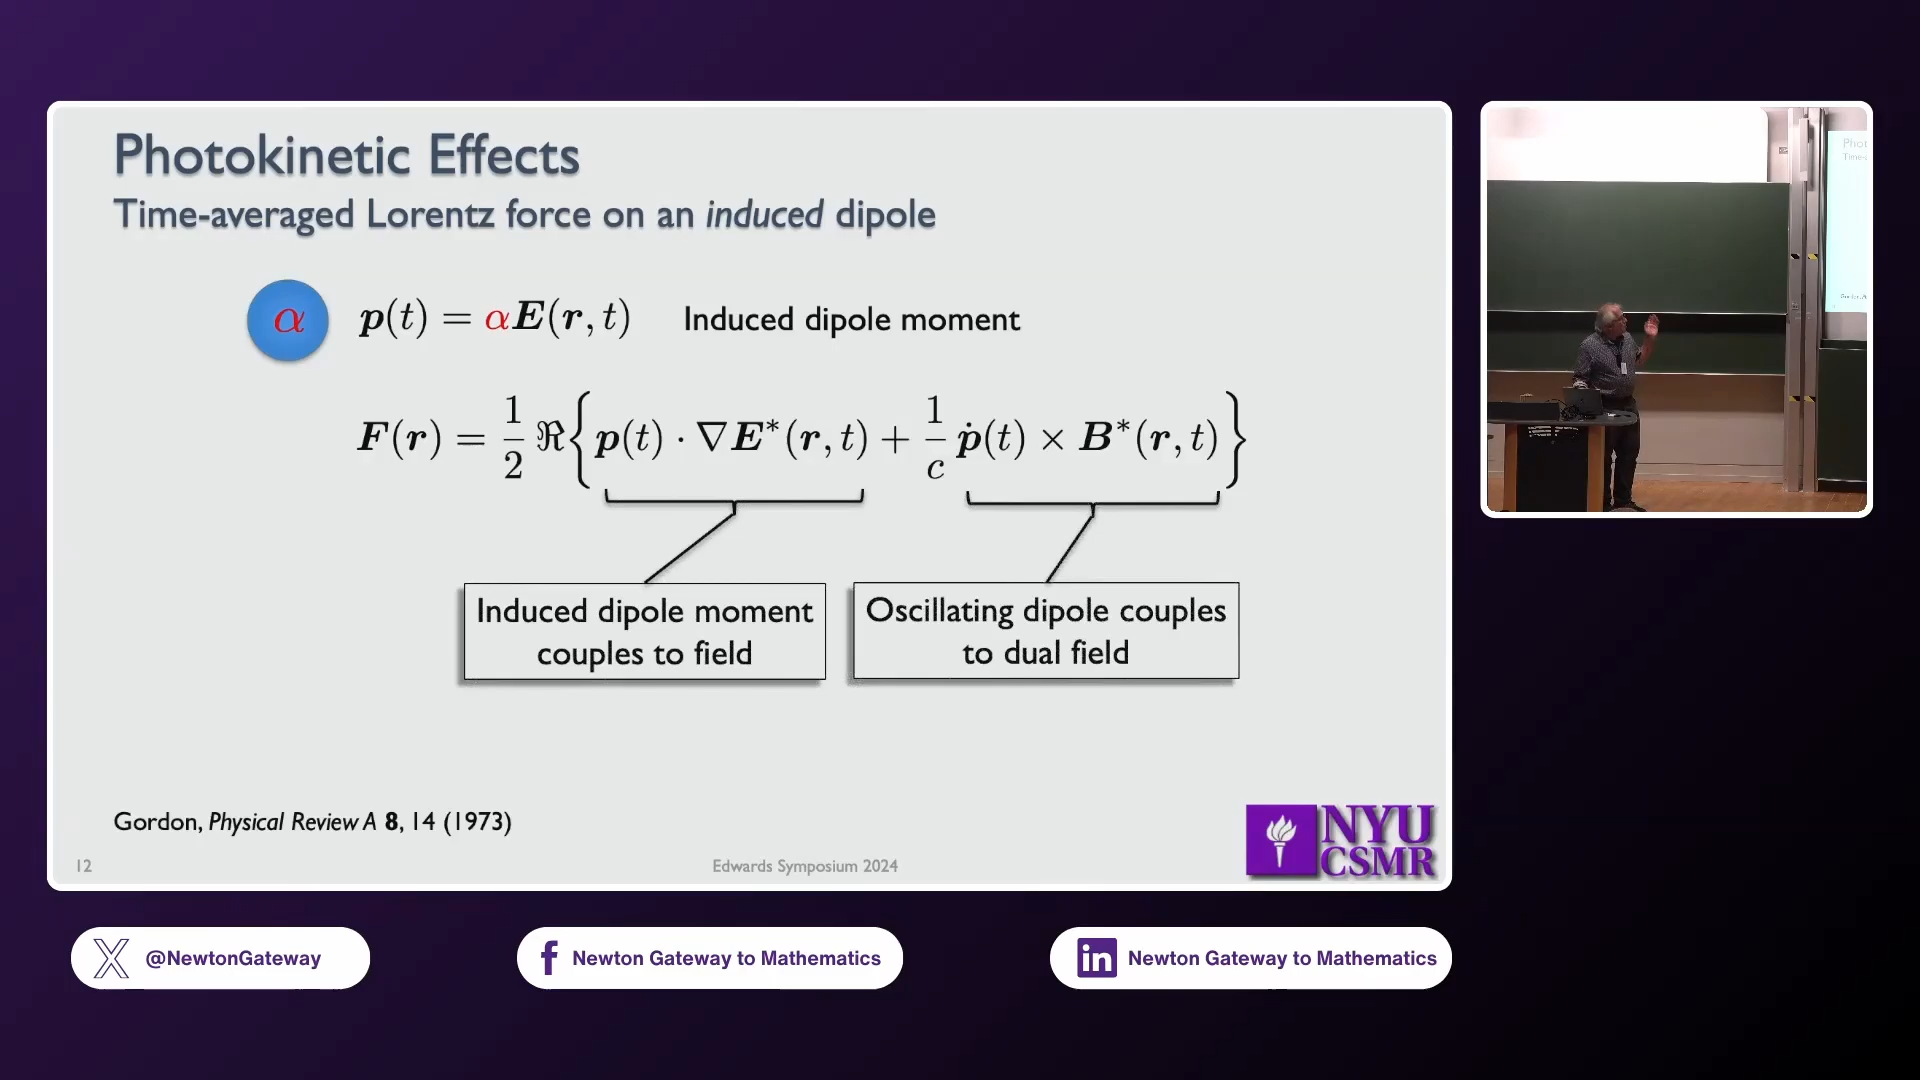 Photokinetic Effects
Time-averaged Lorentz force on an induced dipole
α p(t) = αE(r, t) Induced dipole moment
F(r) = 1/2 ℜ{p(t) · ∇E*(r, t) + 1/c ṗ(t) × B*(r, t)}
Induced dipole moment
couples to field
Oscillating dipole couples
to dual field
Gordon, Physical Review A 8, 14 (1973)
12
Edwards Symposium 2024
NYU
CSMR
@NewtonGateway
Newton Gateway to Mathematics
Newton Gateway to Mathematics